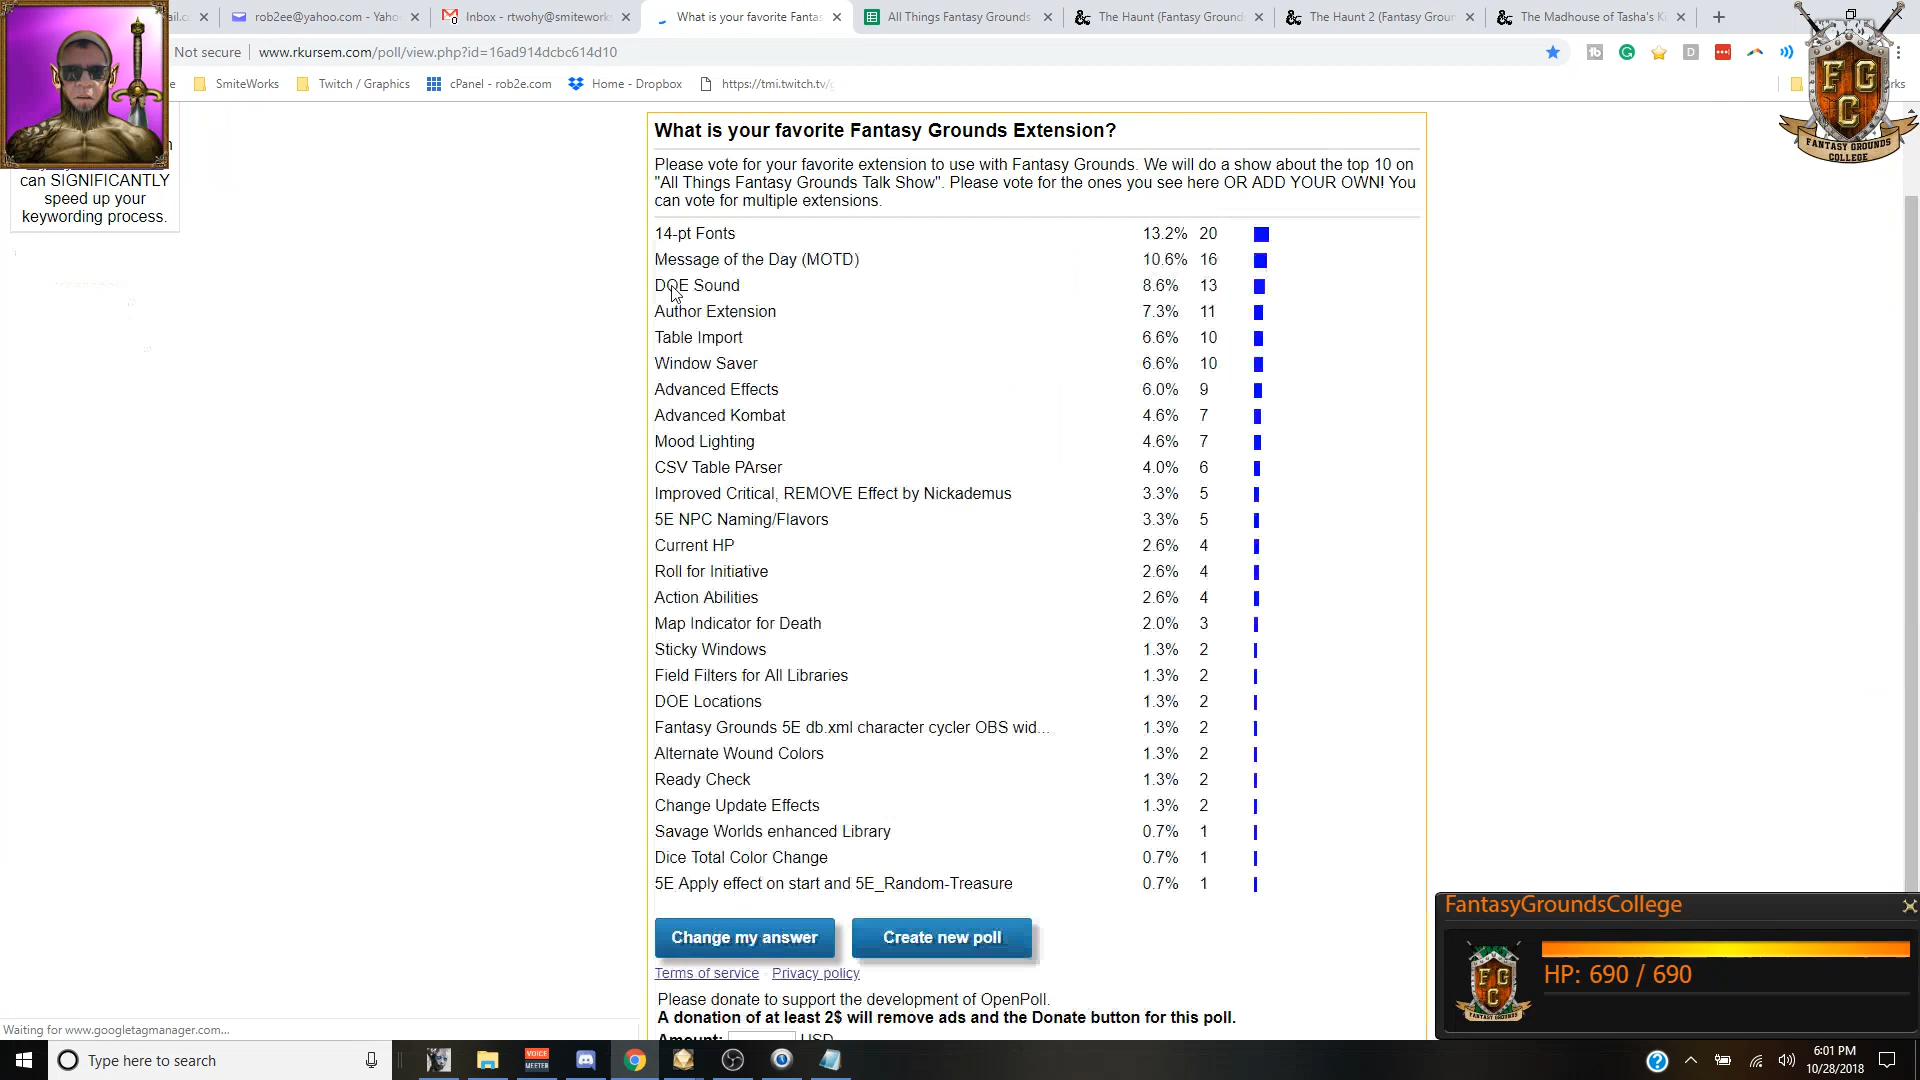 ail.c
rob2ee@yahoo.com - Yaho
Inbox - rtwohy@smitework
What is your favorite Fantas
All Things Fantasy Grounds
The Haunt (Fantasy Ground
The Haunt 2 (Fantasy Groun
The Madhouse of Tasha's K
Not secure
www.rkursem.com/poll/view.php?id=16ad914dcbc614d10
SmiteWorks
Twitch / Graphics
cPanel - rob2e.com
Home - Dropbox
https://tmi.twitch.tv/
rks
FGC
FANTASY GROUNDS
COLLEGE
can SIGNIFICANTLY
speed up your
keywording process.
What is your favorite Fantasy Grounds Extension?
Please vote for your favorite extension to use with Fantasy Grounds. We will do a show about the top 10 on
"All Things Fantasy Grounds Talk Show". Please vote for the ones you see here OR ADD YOUR OWN! You
can vote for multiple extensions.
14-pt Fonts 13.2% 20
Message of the Day (MOTD) 10.6% 16
DOE Sound 8.6% 13
Author Extension 7.3% 11
Table Import 6.6% 10
Window Saver 6.6% 10
Advanced Effects 6.0% 9
Advanced Kombat 4.6% 7
Mood Lighting 4.6% 7
CSV Table PArser 4.0% 6
Improved Critical, REMOVE Effect by Nickademus 3.3% 5
5E NPC Naming/Flavors 3.3% 5
Current HP 2.6% 4
Roll for Initiative 2.6% 4
Action Abilities 2.6% 4
Map Indicator for Death 2.0% 3
Sticky Windows 1.3% 2
Field Filters for All Libraries 1.3% 2
DOE Locations 1.3% 2
Fantasy Grounds 5E db.xml character cycler OBS wid... 1.3% 2
Alternate Wound Colors 1.3% 2
Ready Check 1.3% 2
Change Update Effects 1.3% 2
Savage Worlds enhanced Library 0.7% 1
Dice Total Color Change 0.7% 1
5E Apply effect on start and 5E_Random-Treasure 0.7% 1
Change my answer
Create new poll
Terms of service - Privacy policy
Please donate to support the development of OpenPoll.
A donation of at least 2$ will remove ads and the Donate button for this poll.
Amount: USD
FantasyGroundsCollege
HP: 690 / 690
FGC
Waiting for www.googletagmanager.com...
Type here to search
VOICE
MEETER
6:01 PM
10/28/2018